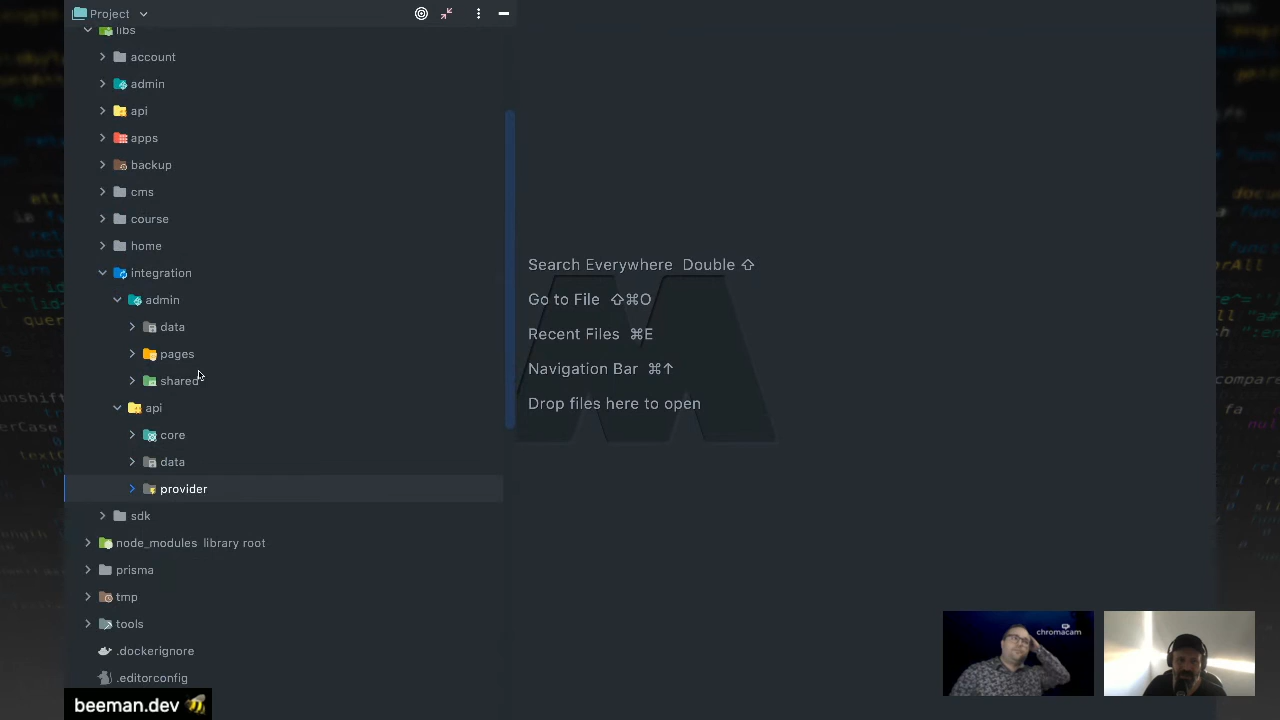 Project
libs
account
admin
api
apps
backup
cms
course
home
integration
admin
data
pages
shared
api
core
data
provider
sdk
node_modules library root
prisma
tmp
tools
.dockerignore
.editorconfig
Search Everywhere Double ⇧
Go to File ⇧⌘O
Recent Files ⌘E
Navigation Bar ⌘↑
Drop files here to open
chromacam
beeman.dev 🐝